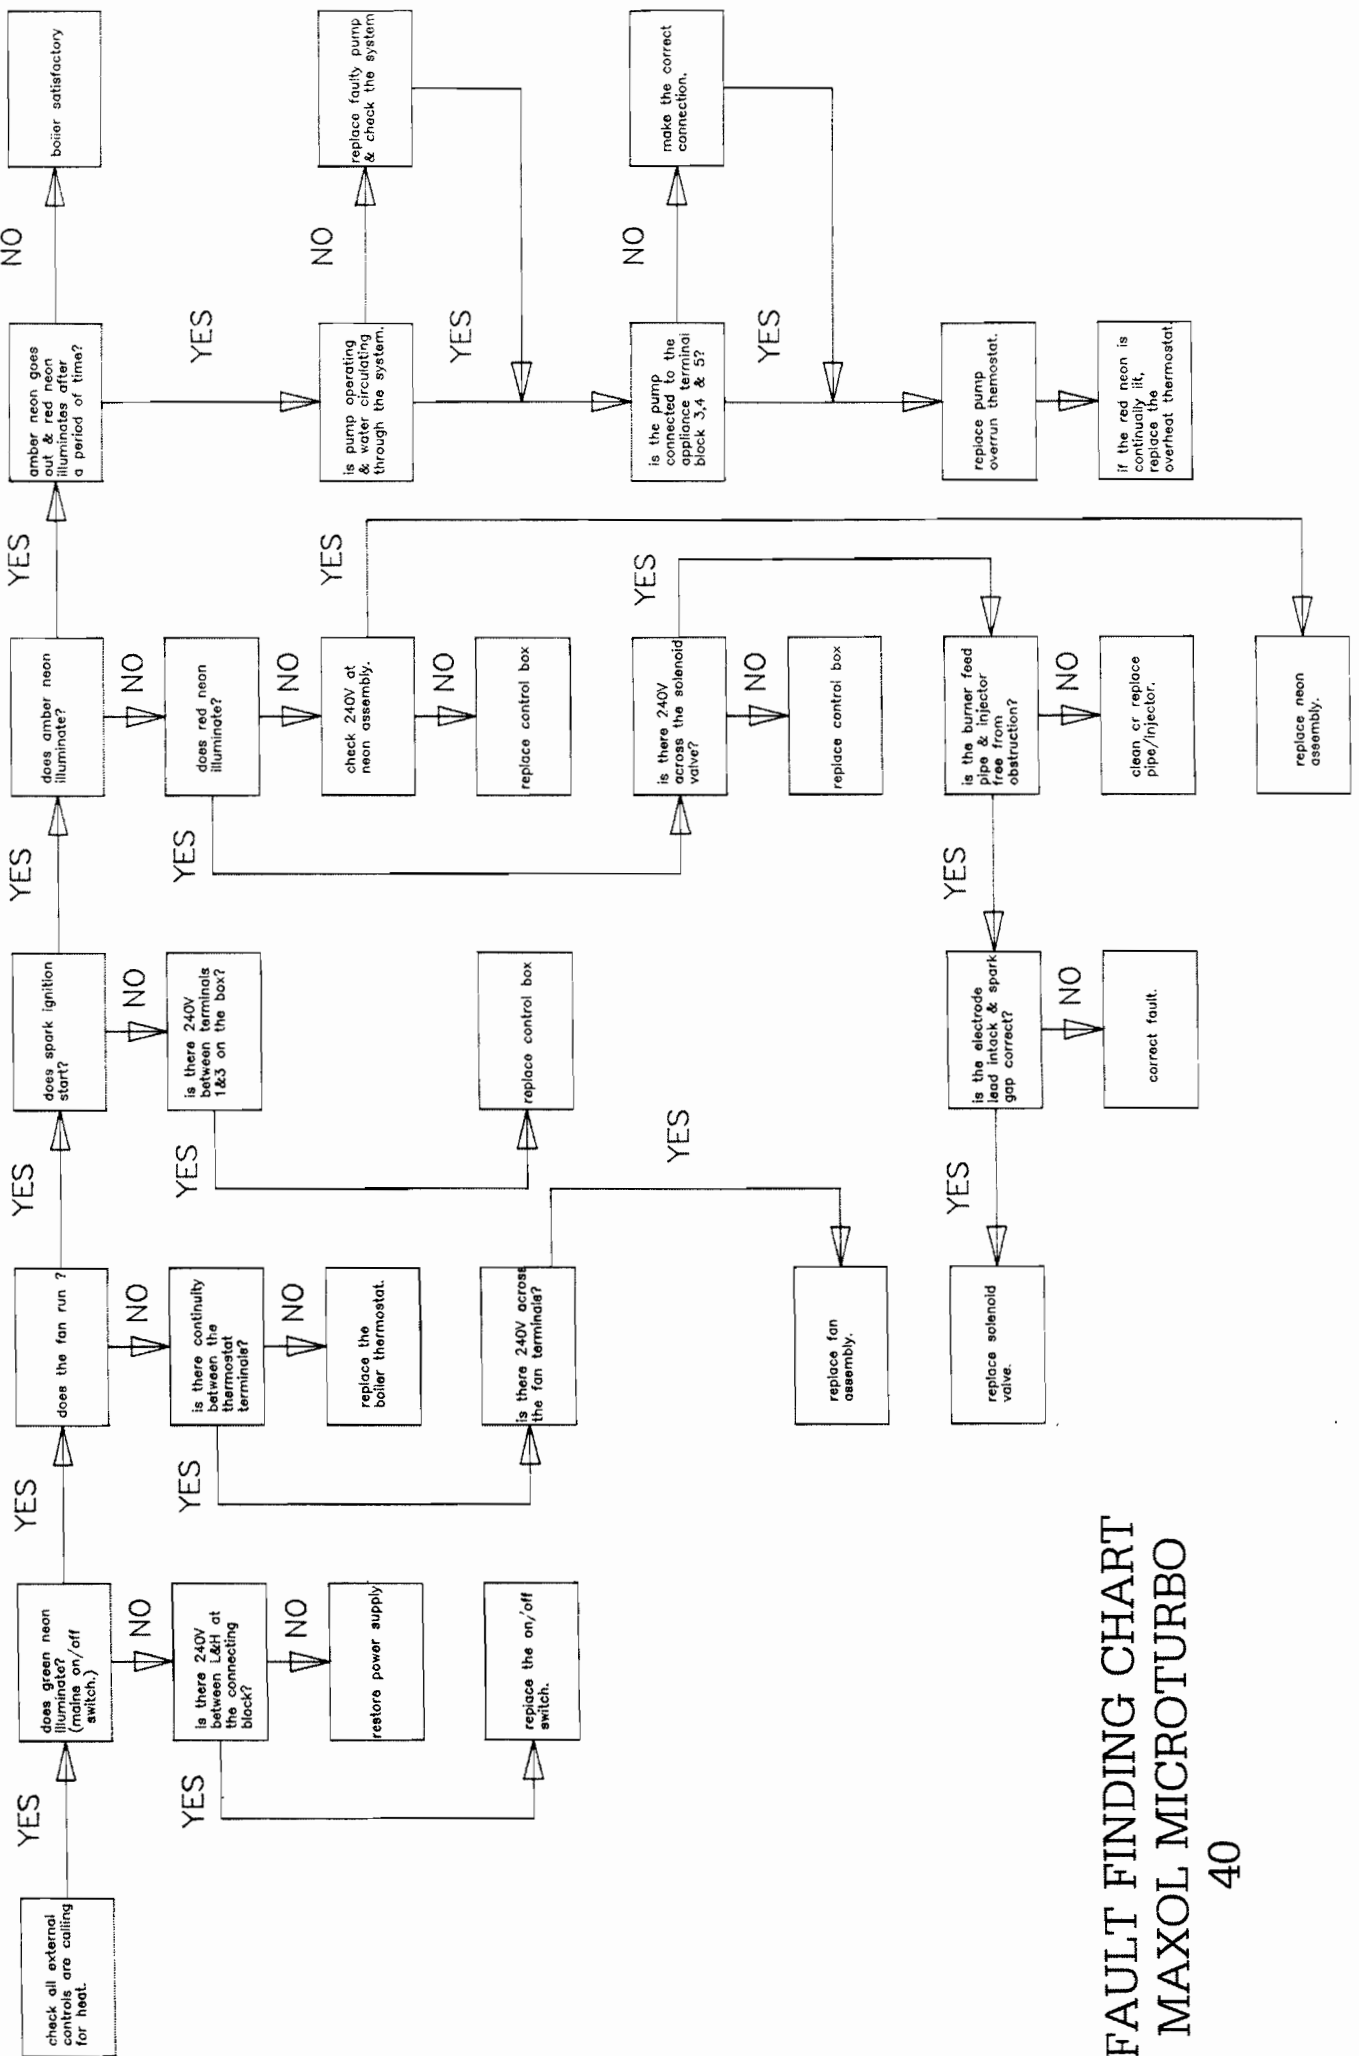 check all external
controls are calling
for heat.
YES
does green neon
illuminate?
(mains on/off
switch.)
YES
does the fan run ?
YES
does spark ignition
start?
YES
does amber neon
illuminate?
YES
amber neon goes
out & red neon
illuminates after
a period of time?
NO
boiler satisfactory
NO
is there 240V
between L&H at
the connecting
block?
NO
restore power supply
YES
replace the on/off
switch.
NO
is there continuity
between the
thermostat
terminals?
NO
replace the
boiler thermostat.
YES
is there 240V across
the fan terminals?
YES
replace fan
assembly.
NO
is there 240V
between terminals
1&3 on the box?
YES
replace control box
NO
does red neon
illuminate?
NO
check 240V at
neon assembly.
NO
replace control box
YES
replace neon
assembly.
YES
is there 240V
across the solenoid
valve?
NO
replace control box
YES
is the burner feed
pipe & injector
free from
obstruction?
NO
clean or replace
pipe/injector.
YES
is the electrode
lead intack & spark
gap correct?
NO
correct fault.
YES
replace solenoid
valve.
YES
is pump operating
& water circulating
through the system.
NO
replace faulty pump
& check the system
YES
is the pump
connected to the
appliance terminal
block 3,4 & 5?
NO
make the correct
connection.
YES
replace pump
overrun themostat.
if the red neon is
continually lit,
replace the
overheat thermostat.
FAULT FINDING CHART
MAXOL MICROTURBO
40